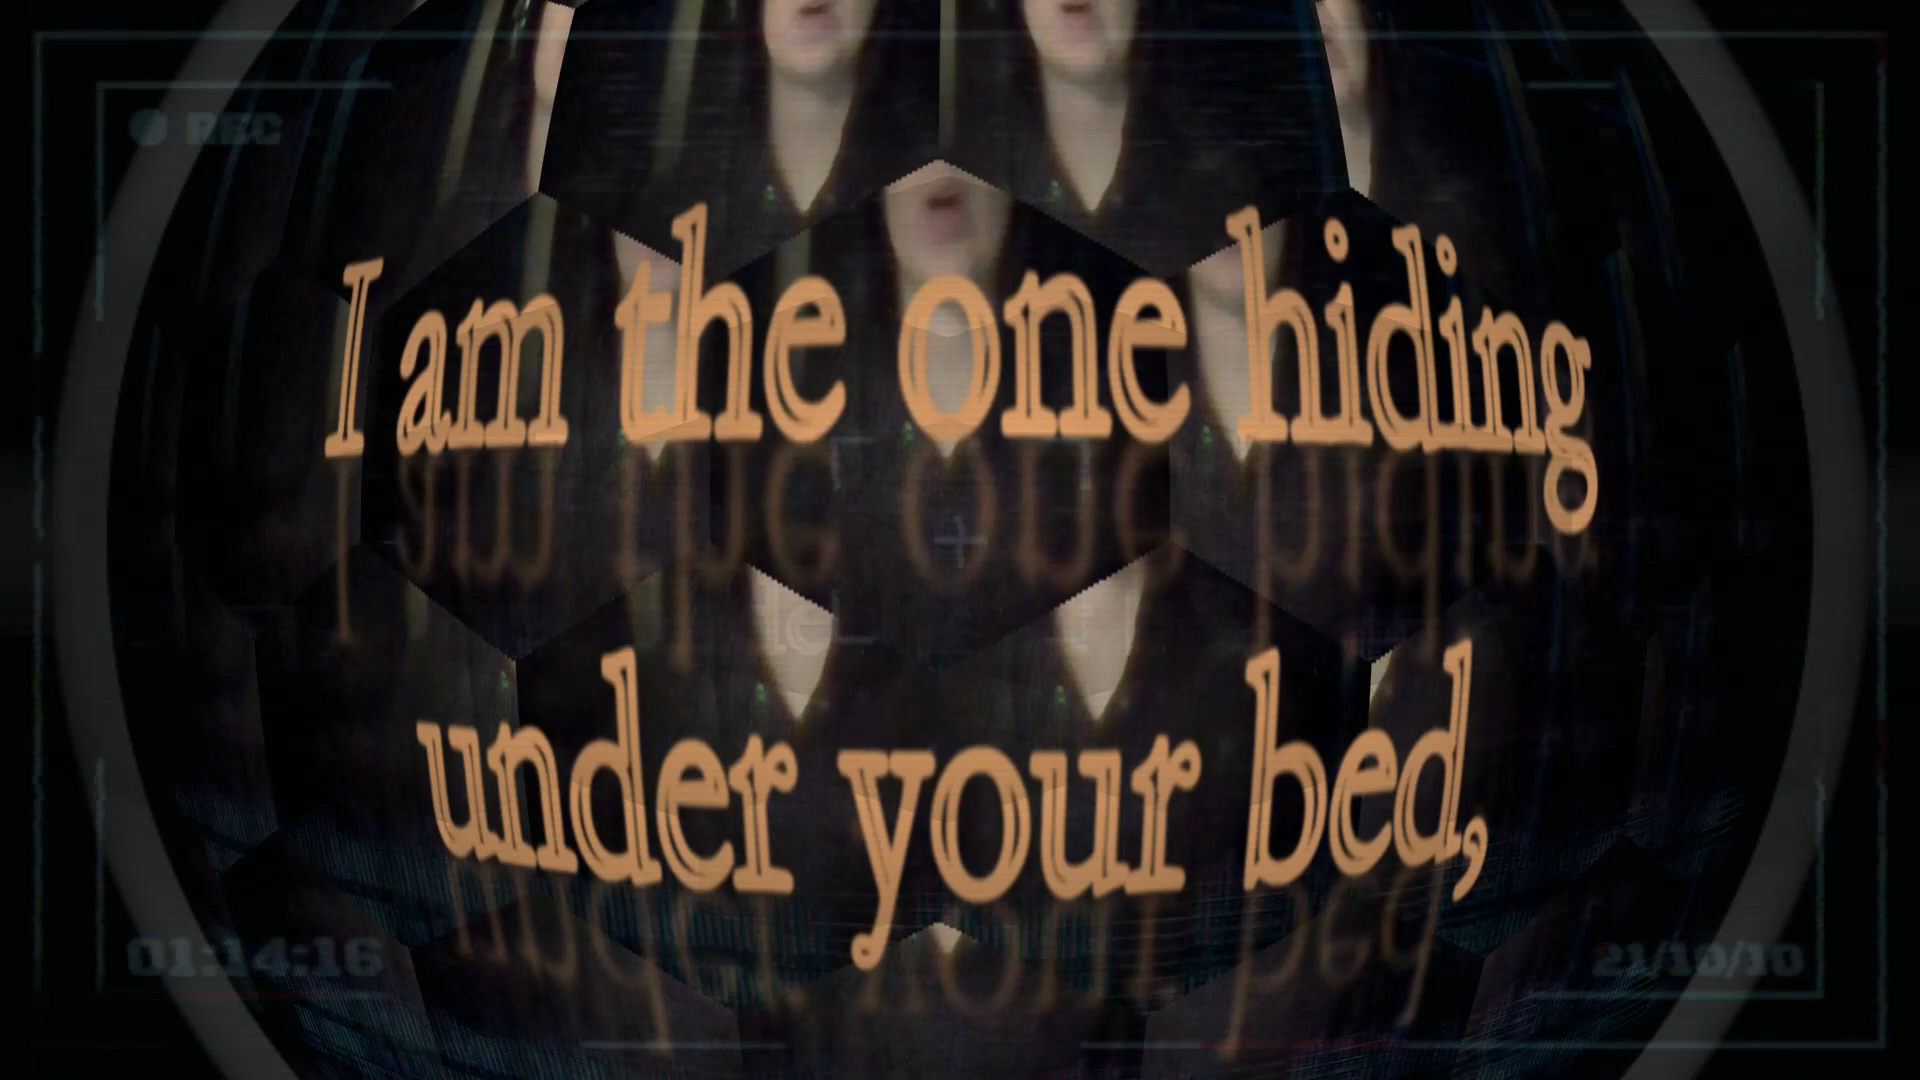 REC
I am the one hiding
under your bed,
01:14:16
21/10/10